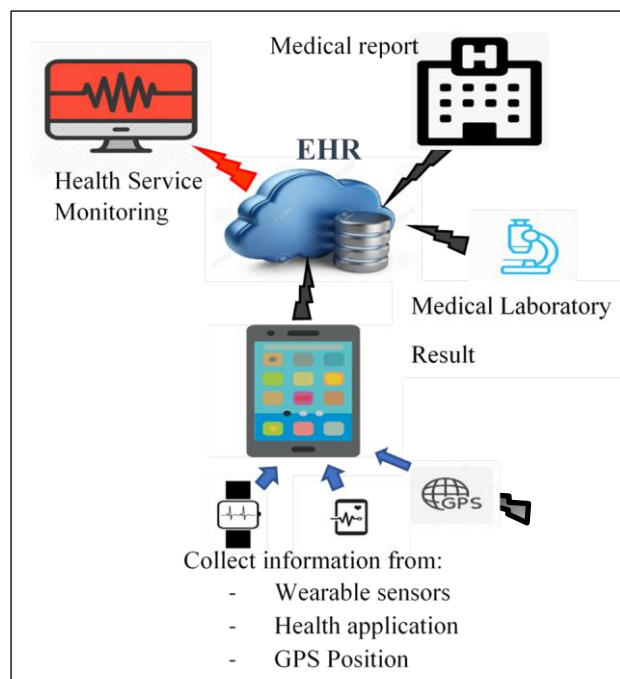 Medical report
EHR
Health Service
Monitoring
Medical Laboratory
Result
GPS
Collect information from:
- Wearable sensors
- Health application
- GPS Position